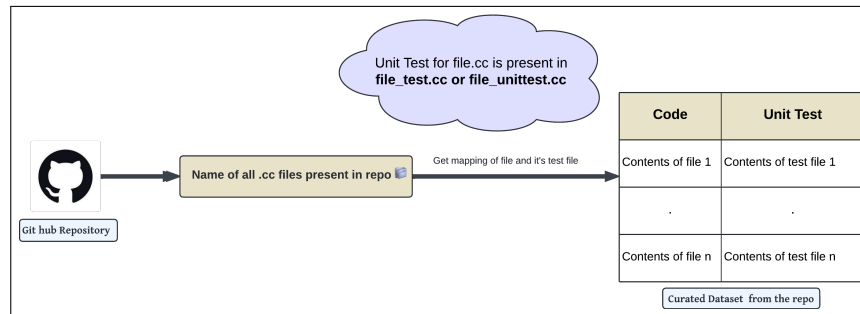 Unit Test for file.cc is present in
file_test.cc or file_unittest.cc
Code
Unit Test
Get mapping of file and it's test file
Name of all .cc files present in repo
Contents of file 1
Contents of test file 1
.
.
Git hub Repository
Contents of file n
Contents of test file n
Curated Dataset from the repo